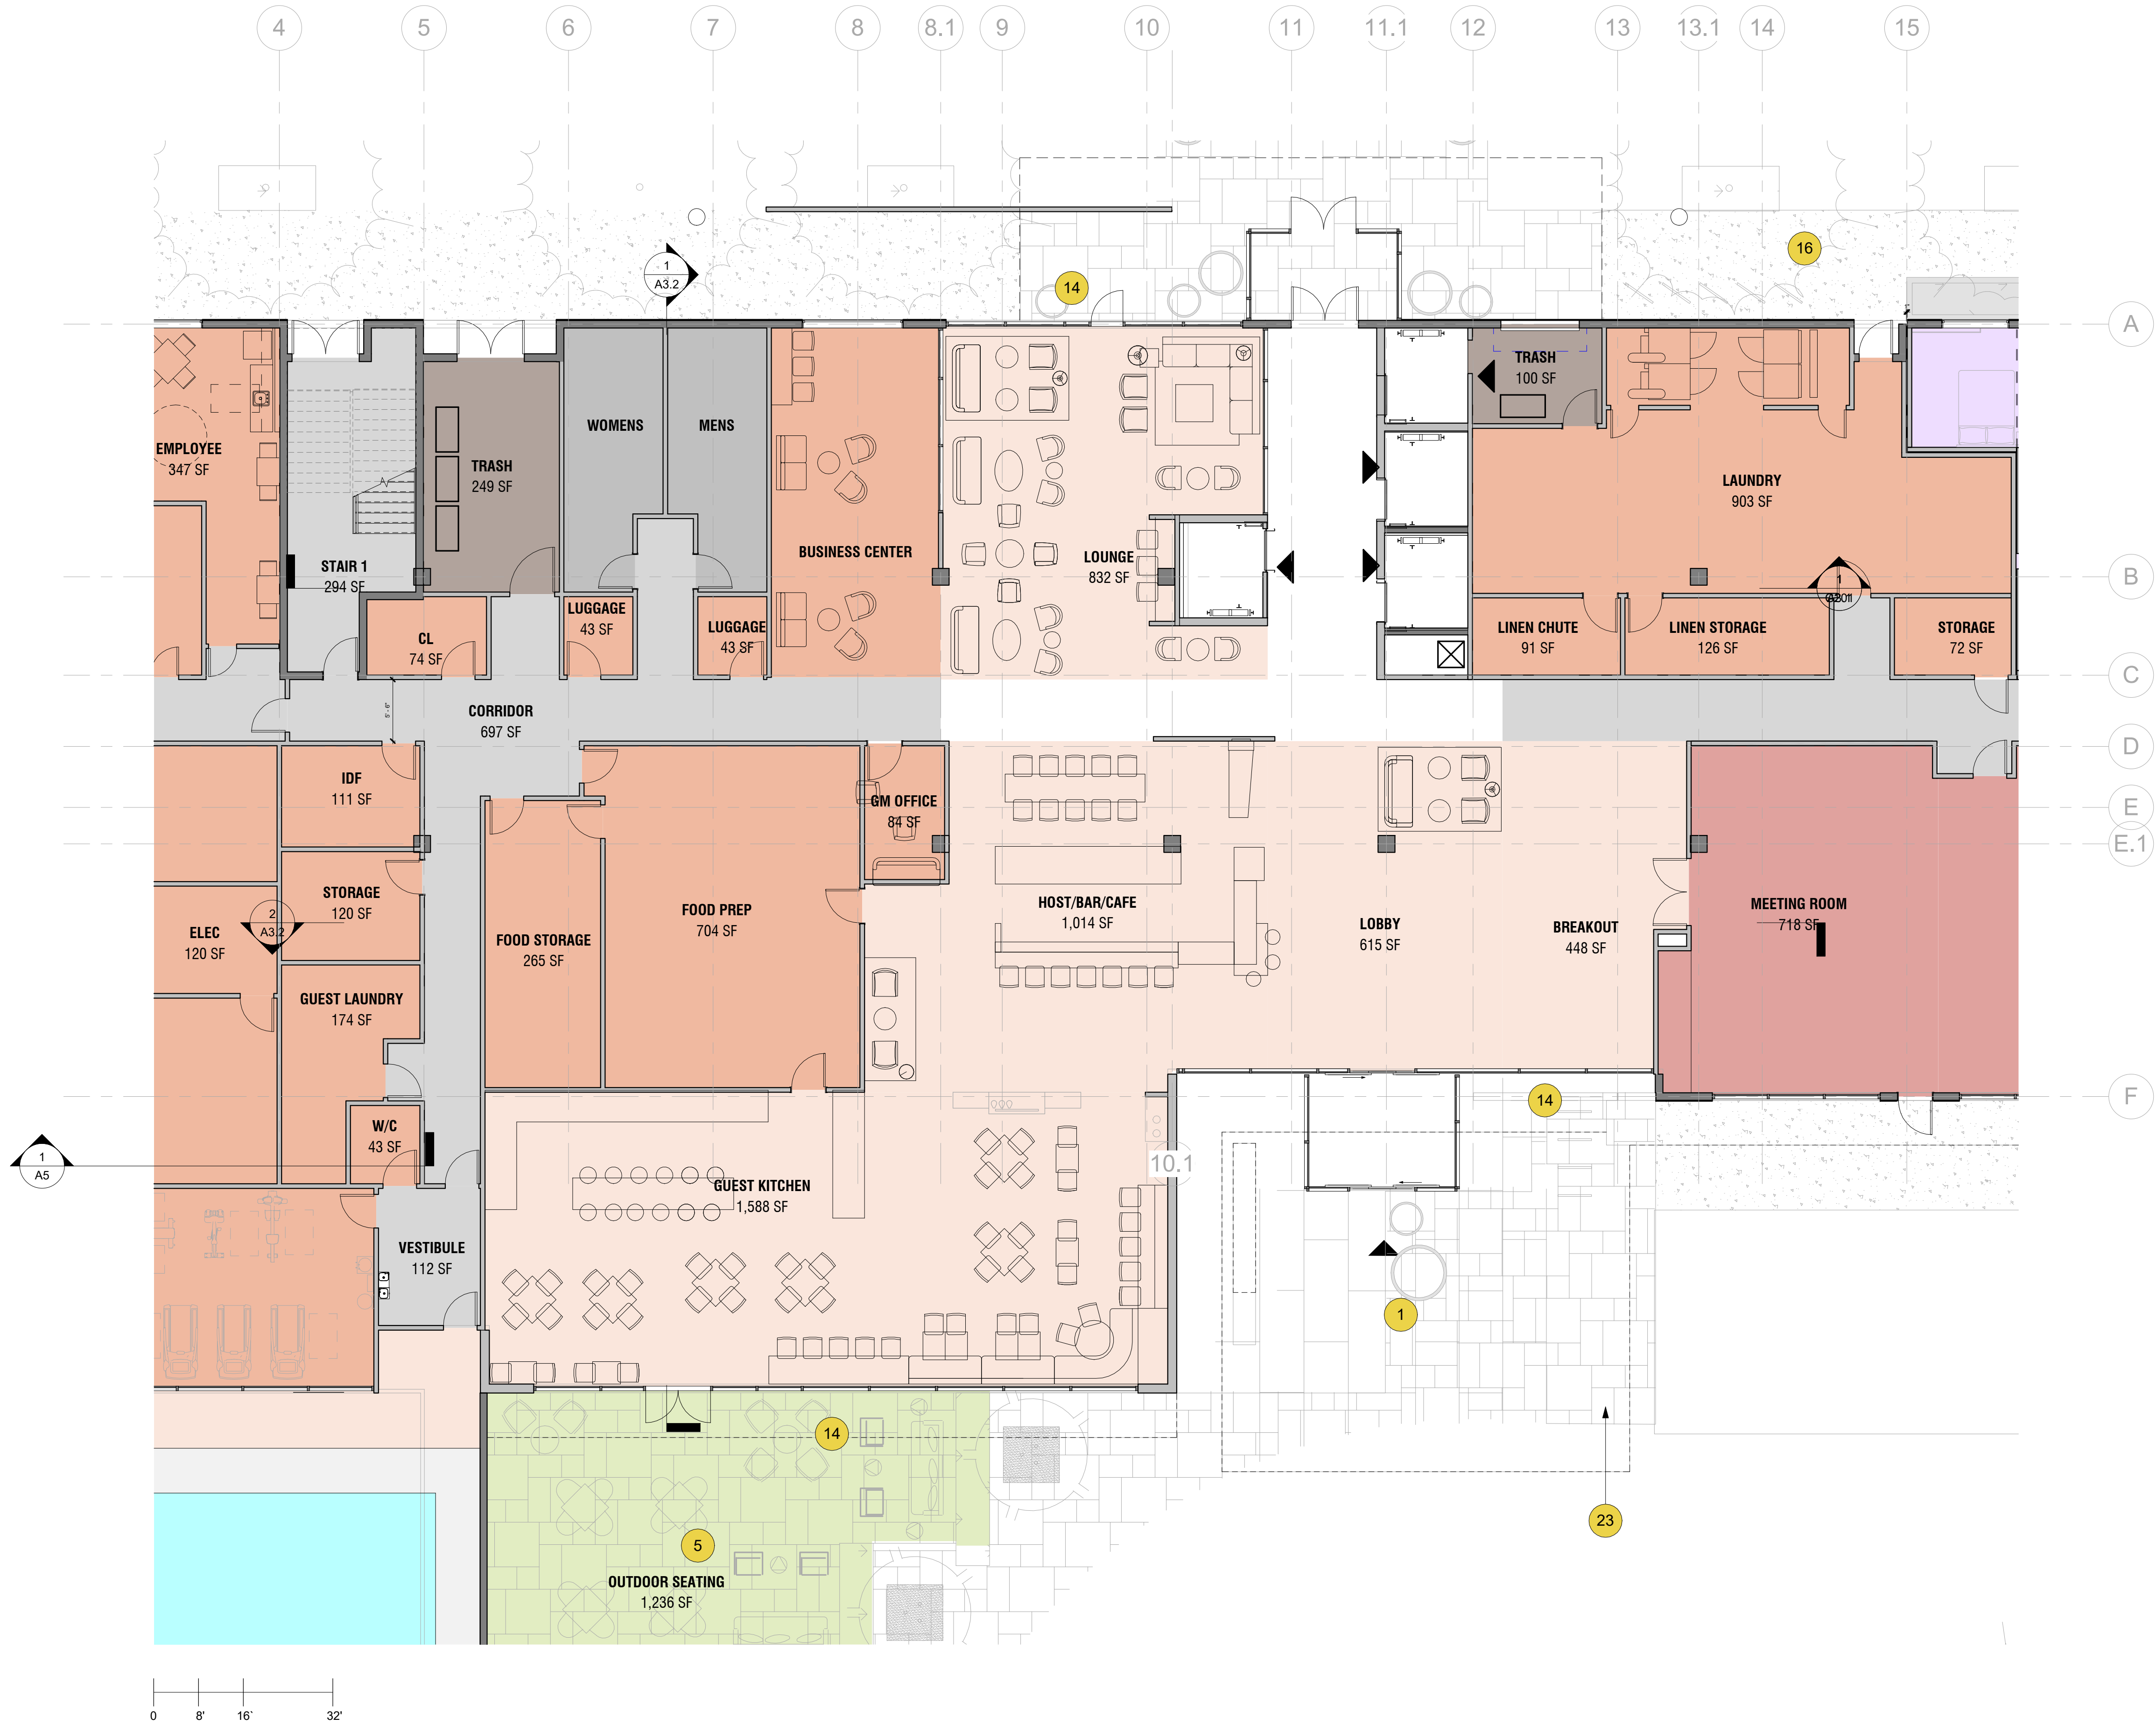 4
5
6
7
8
8.1
9
10
11
11.1
12
13
13.1
14
15
16
1
A3.2
14
A
TRASH
100 SF
WOMENS
MENS
EMPLOYEE
347 SF
TRASH
249 SF
LAUNDRY
903 SF
BUSINESS CENTER
LOUNGE
832 SF
STAIR 1
294 SF
B
1
LUGGAGE
43 SF
CL
74 SF
LUGGAGE
43 SF
LINEN CHUTE
91 SF
LINEN STORAGE
126 SF
STORAGE
72 SF
C
5' - 6"
CORRIDOR
697 SF
D
IDF
111 SF
GM OFFICE
84 SF
E
E.1
STORAGE
120 SF
HOST/BAR/CAFE
1,014 SF
MEETING ROOM
718 SF
2
A3.2
ELEC
120 SF
FOOD PREP
704 SF
FOOD STORAGE
265 SF
LOBBY
615 SF
BREAKOUT
448 SF
GUEST LAUNDRY
174 SF
14
F
W/C
43 SF
1
A5
10.1
GUEST KITCHEN
1,588 SF
VESTIBULE
112 SF
1
14
23
5
OUTDOOR SEATING
1,236 SF
0
8'
16`
32'